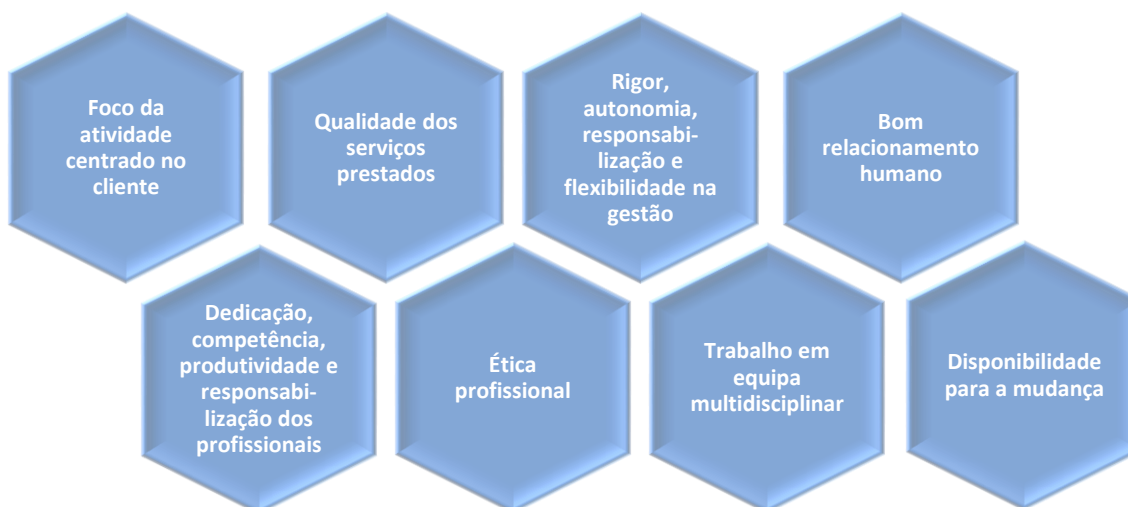 Foco da
atividade
centrado no
cliente
Qualidade dos
serviços
prestados
Rigor,
autonomia,
responsabi-
lização e
flexibilidade na
gestão
Bom
relacionamento
humano
Dedicação,
competência,
produtividade e
responsabi-
lização dos
profissionais
Ética
profissional
Trabalho em
equipa
multidisciplinar
Disponibilidade
para a mudança